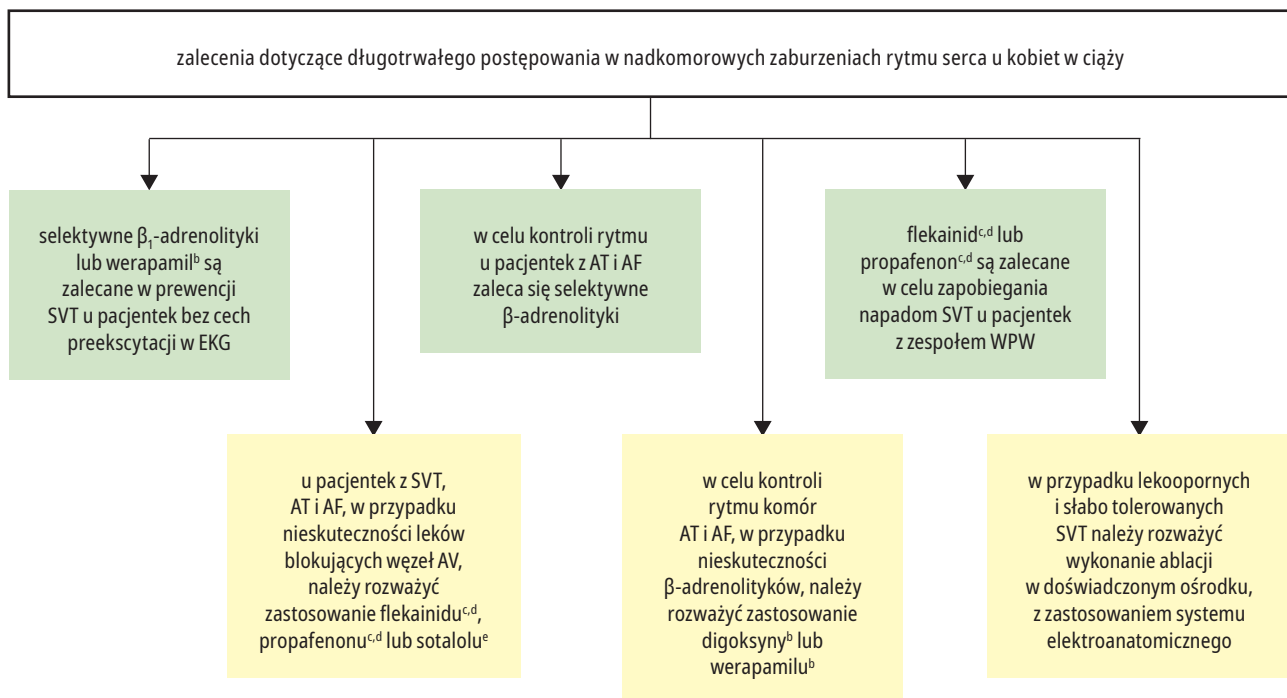 zalecenia dotyczące długotrwałego postępowania w nadkomorowych zaburzeniach rytmu serca u kobiet w ciąży
selektywne β₁-adrenolityki
lub werapamilᵇ są
zalecane w prewencji
SVT u pacjentek bez cech
preekscytacji w EKG
w celu kontroli rytmu
u pacjentek z AT i AF
zaleca się selektywne
β-adrenolityki
flekainidᶜ,ᵈ lub
propafenonᶜ,ᵈ są zalecane
w celu zapobiegania
napadom SVT u pacjentek
z zespołem WPW
u pacjentek z SVT,
AT i AF, w przypadku
nieskuteczności leków
blokujących węzeł AV,
należy rozważyć
zastosowanie flekainiduᶜ,ᵈ,
propafenonuᶜ,ᵈ lub sotaloluᵉ
w celu kontroli
rytmu komór
AT i AF, w przypadku
nieskuteczności
β-adrenolityków, należy
rozważyć zastosowanie
digoksynyᵇ lub
werapamiluᵇ
w przypadku lekoopornych
i słabo tolerowanych
SVT należy rozważyć
wykonanie ablacji
w doświadczonym ośrodku,
z zastosowaniem systemu
elektroanatomicznego